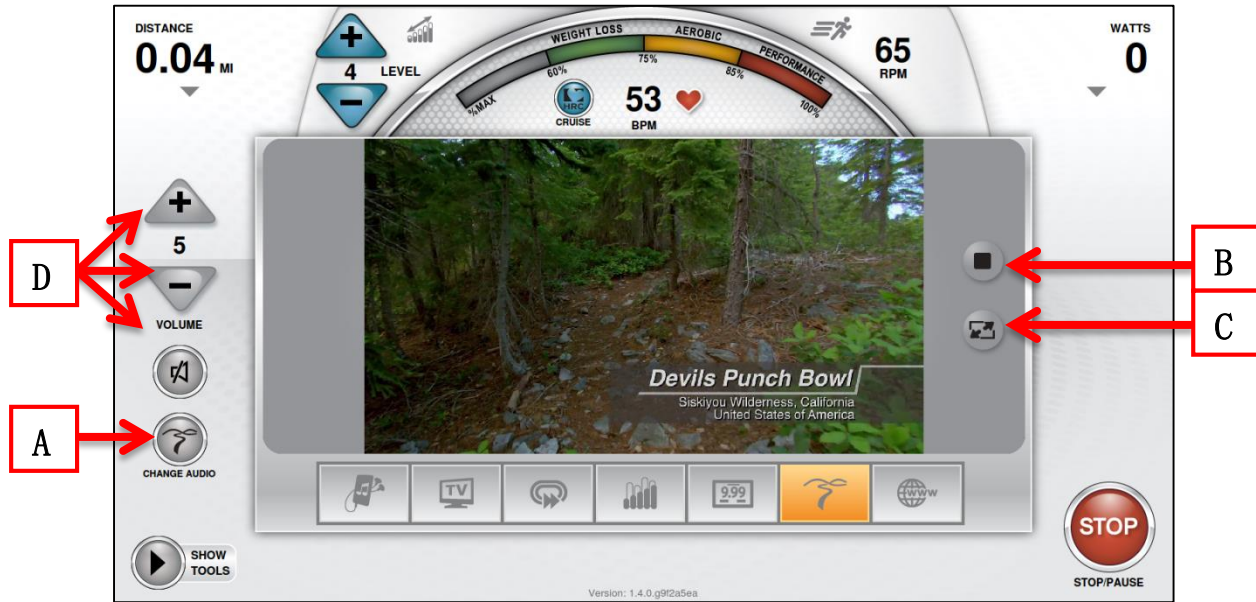 DISTANCE
0.04 MI
4 LEVEL
WEIGHT LOSS
AEROBIC
PERFORMANCE
%MAX
60%
75%
85%
100%
HRC
CRUISE
53
BPM
65
RPM
WATTS
0
D
5
VOLUME
A
CHANGE AUDIO
B
C
Devils Punch Bowl
Siskiyou Wilderness, California
United States of America
TV
9.99
www
SHOW
TOOLS
STOP
STOP/PAUSE
Version: 1.4.0.g9f2a5ea